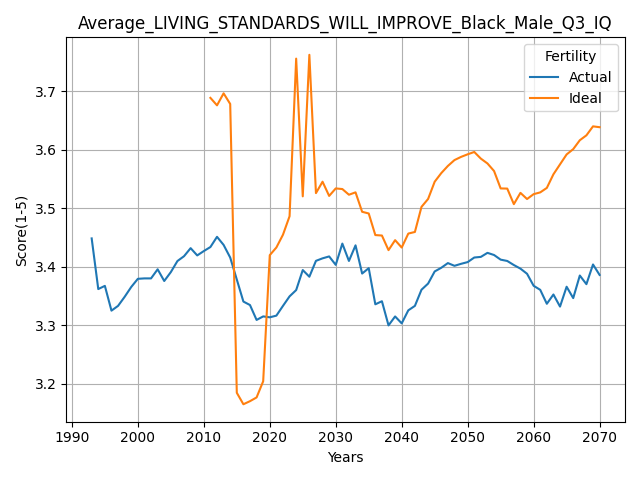 Average_LIVING_STANDARDS_WILL_IMPROVE_Black_Male_Q3_IQ
Fertility
Actual
Ideal
Score(1-5)
3.7
3.6
3.5
3.4
3.3
3.2
1990 2000 2010 2020 2030 2040 2050 2060 2070
Years